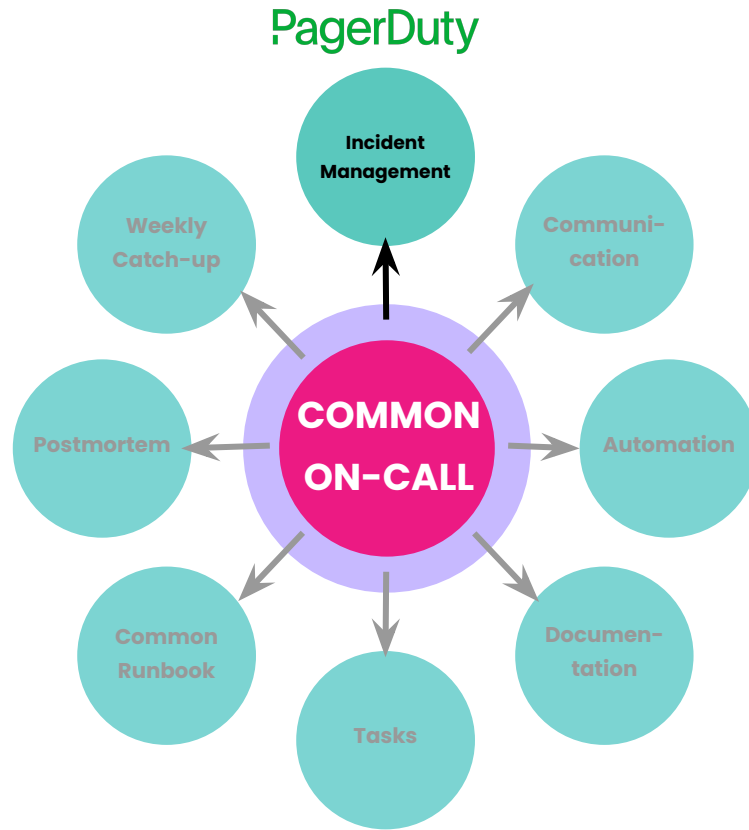 PagerDuty
Incident
Management
Weekly
Catch-up
Communi-
cation
COMMON
ON-CALL
Postmortem
Automation
Common
Runbook
Documen-
tation
Tasks